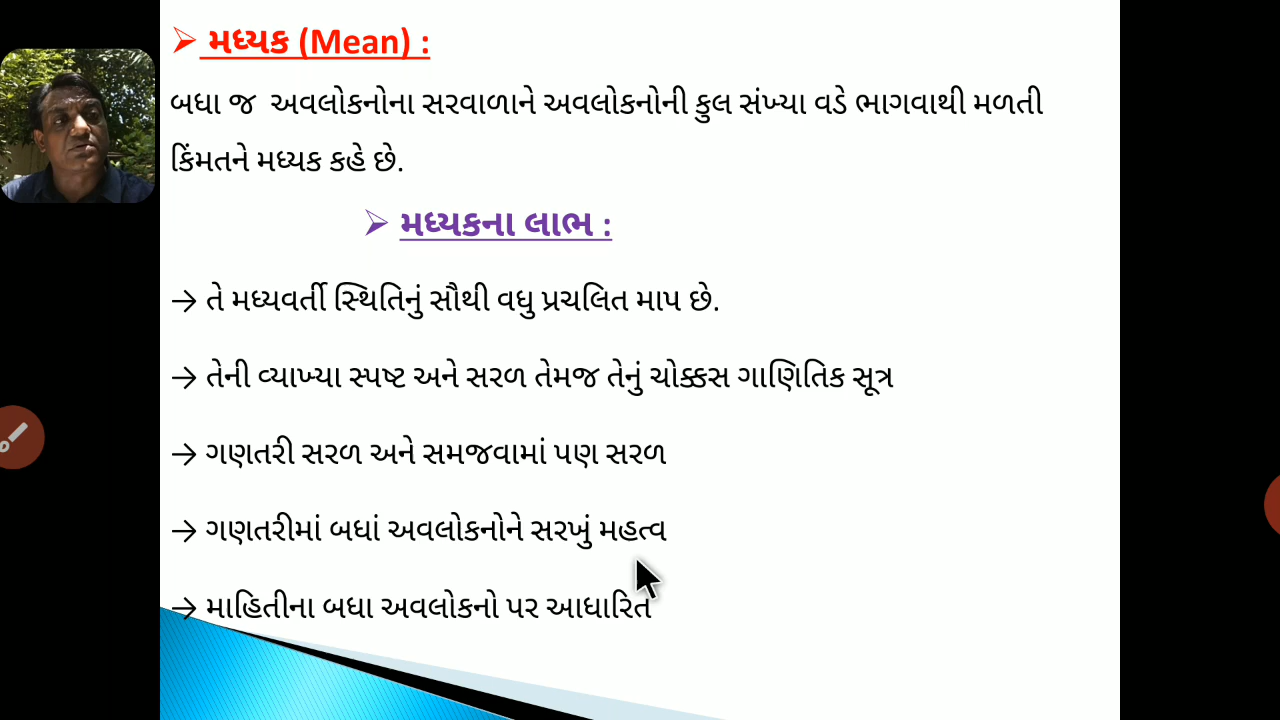 ➢ મધ્યક (Mean) :
બધા જ અવલોકનોના સરવાળાને અવલોકનોની કુલ સંખ્યા વડે ભાગવાથી મળતી
કિંમતને મધ્યક કહે છે.
➢ મધ્યકના લાભ :
→ તે મધ્યવર્તી સ્થિતિનું સૌથી વધુ પ્રચલિત માપ છે.
→ તેની વ્યાખ્યા સ્પષ્ટ અને સરળ તેમજ તેનું ચોક્કસ ગાણિતિક સૂત્ર
→ ગણતરી સરળ અને સમજવામાં પણ સરળ
→ ગણતરીમાં બધાં અવલોકનોને સરખું મહત્વ
→ માહિતીના બધા અવલોકનો પર આધારિત